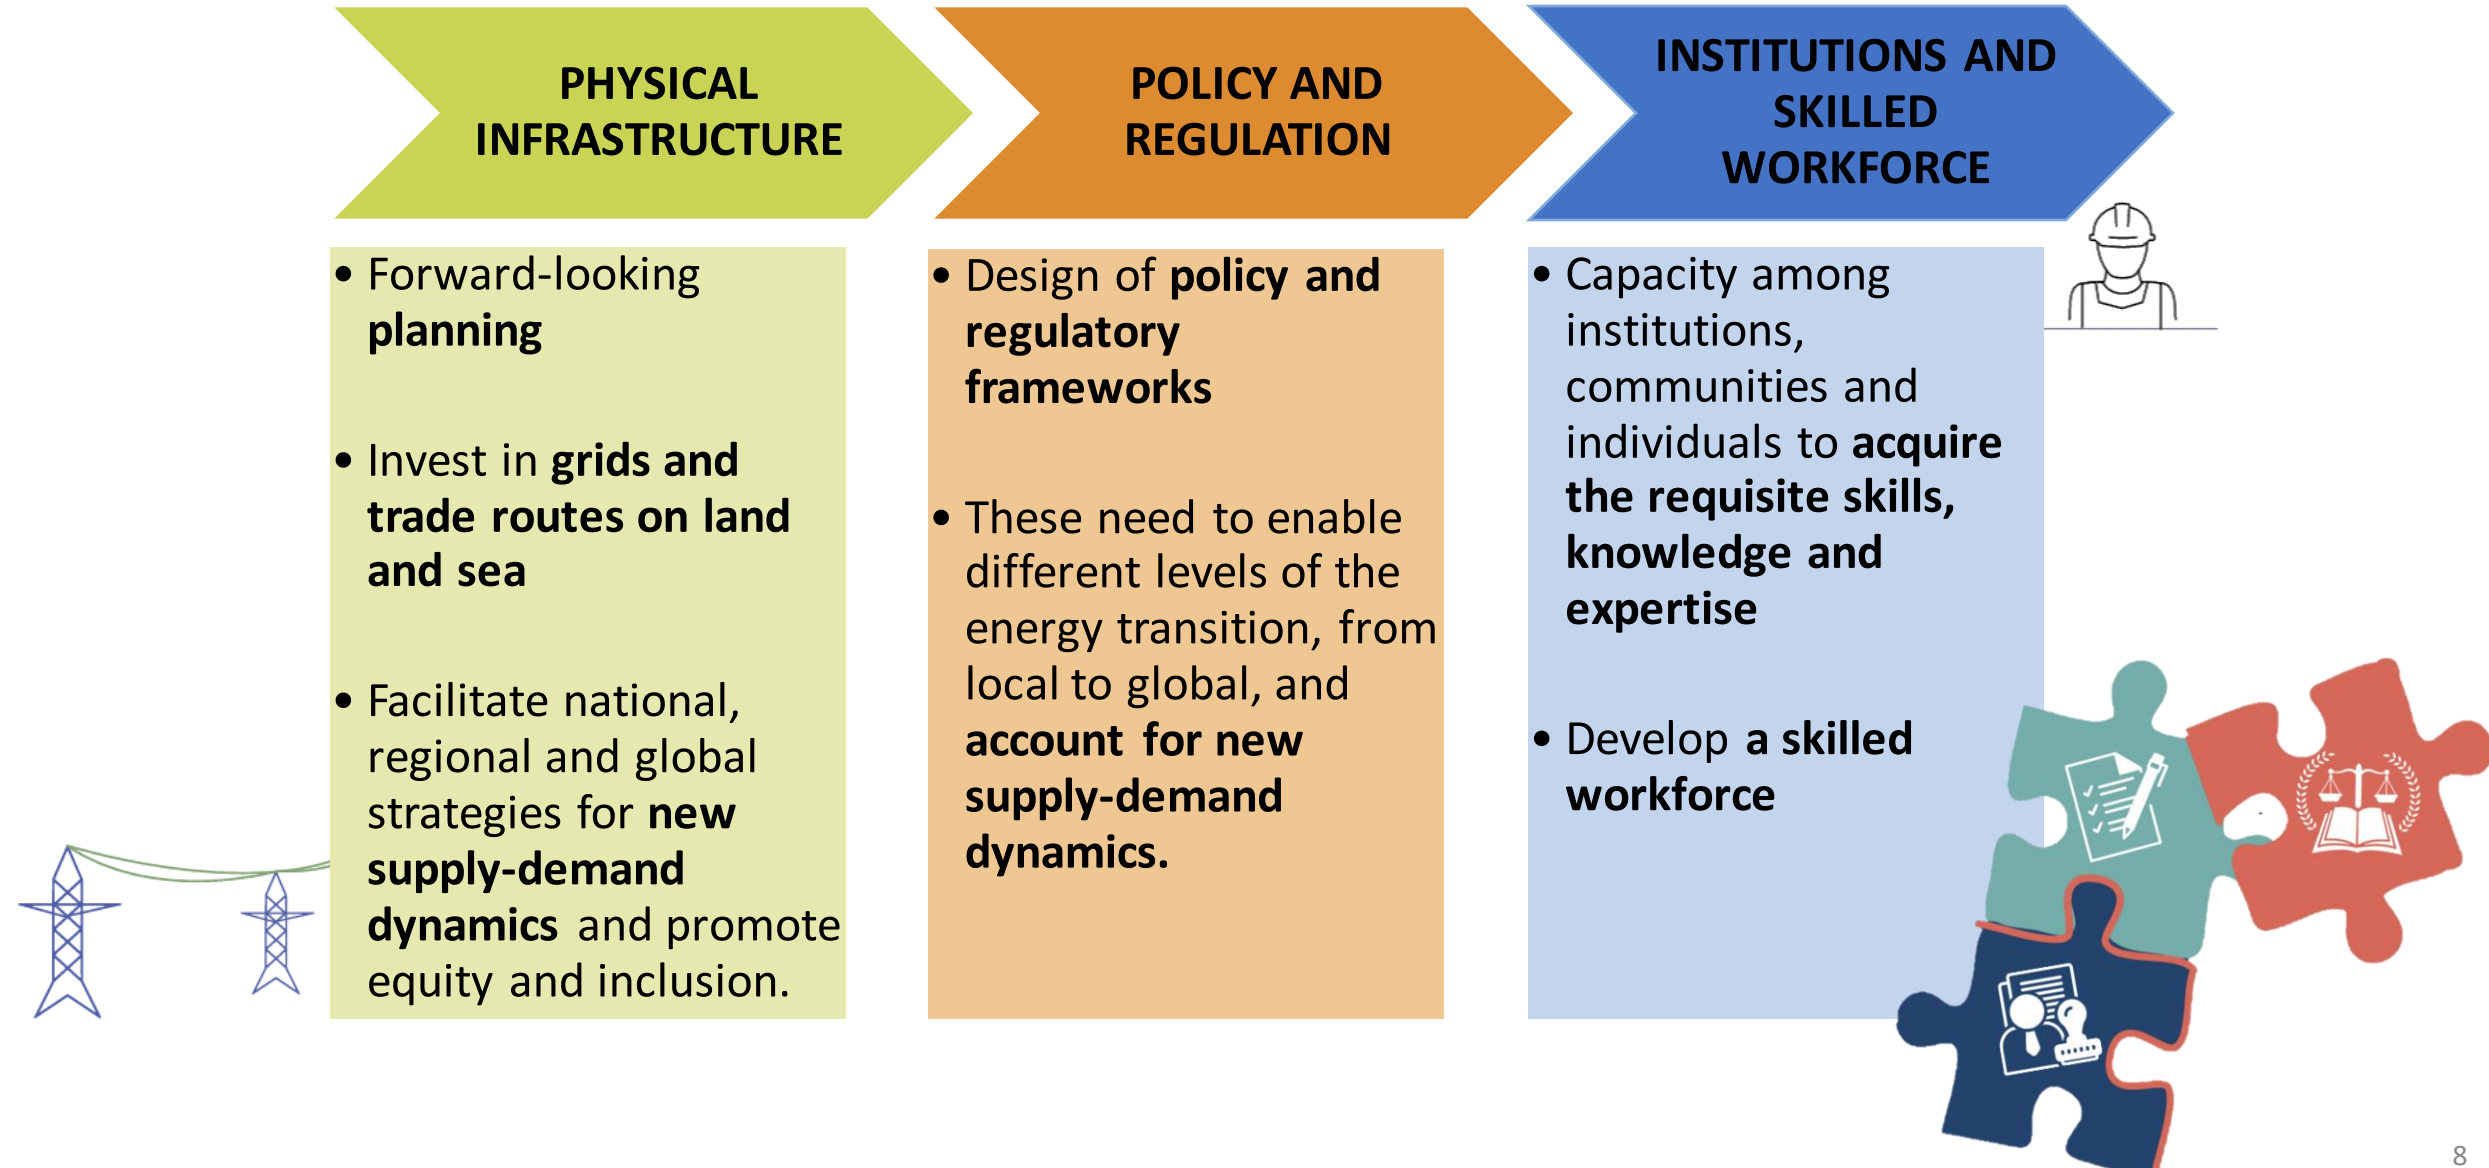 PHYSICAL
INFRASTRUCTURE
• Forward-looking
planning
• Invest in grids and
trade routes on land
and sea
• Facilitate national,
regional and global
strategies for new
supply-demand
dynamics and promote
equity and inclusion.
POLICY AND
REGULATION
• Design of policy and
regulatory
frameworks
• These need to enable
different levels of the
energy transition, from
local to global, and
account for new
supply-demand
dynamics.
INSTITUTIONS AND
SKILLED
WORKFORCE
• Capacity among
institutions,
communities and
individuals to acquire
the requisite skills,
knowledge and
expertise
• Develop a skilled
workforce
8